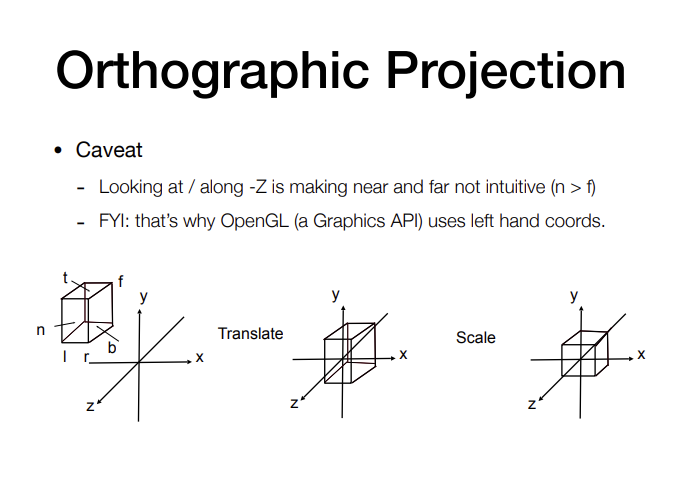 Orthographic Projection
• Caveat
- Looking at / along -Z is making near and far not intuitive (n > f)
- FYI: that's why OpenGL (a Graphics API) uses left hand coords.
t f
y
n
l r b
x
z
Translate
y
x
z
Scale
y
x
z